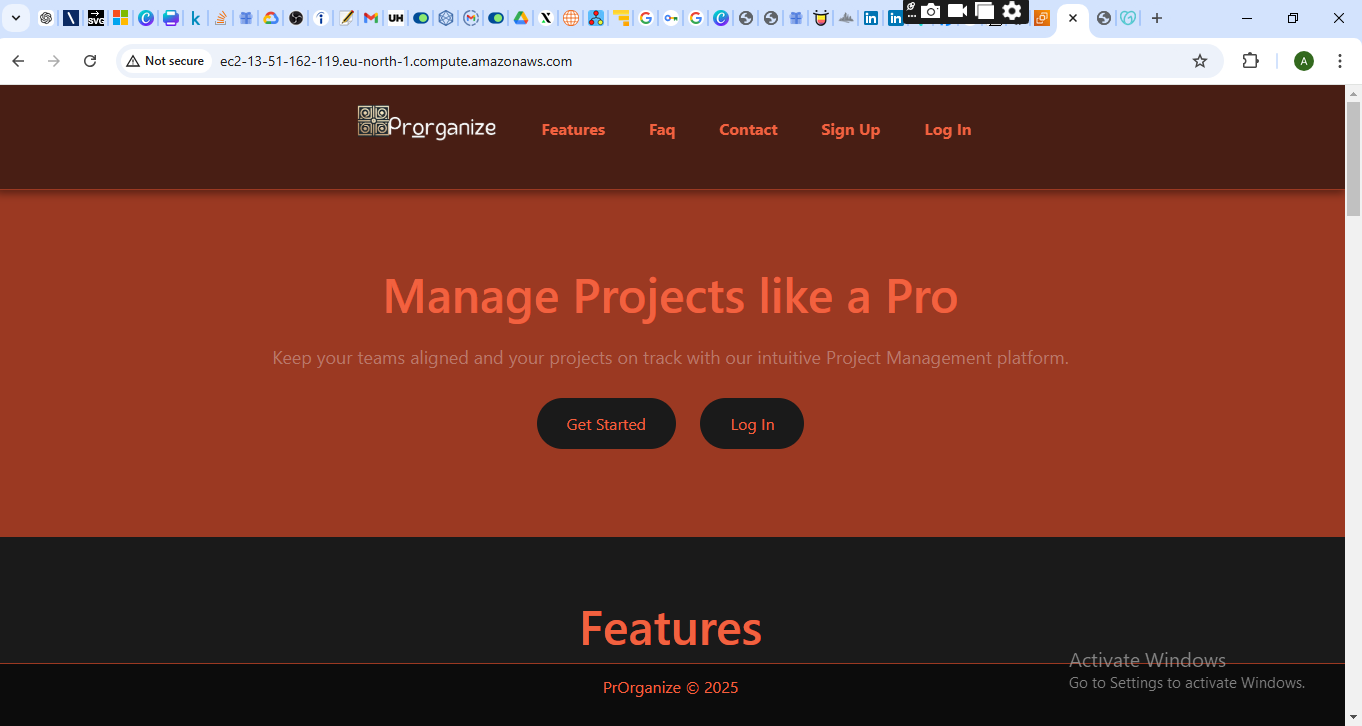 Not secure
ec2-13-51-162-119.eu-north-1.compute.amazonaws.com
A
Prorganize
Features
Faq
Contact
Sign Up
Log In
Manage Projects like a Pro
Keep your teams aligned and your projects on track with our intuitive Project Management platform.
Get Started
Log In
Features
PrOrganize © 2025
Activate Windows
Go to Settings to activate Windows.